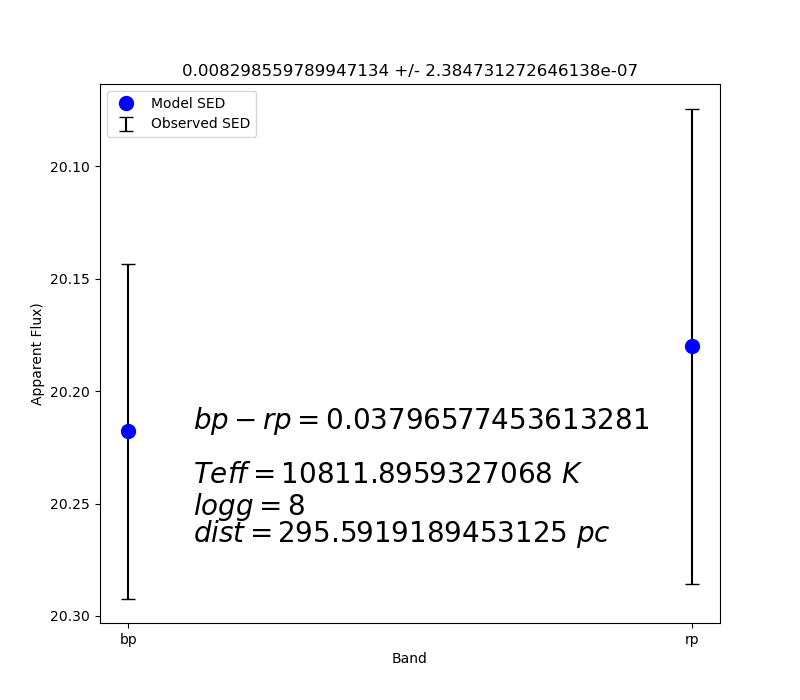 0.008298559789947134 +/- 2.384731272646138e-07
Model SED
Observed SED
20.10
20.15
20.20
20.25
20.30
Apparent Flux)
bp − rp = 0.03796577453613281
Teff = 10811.8959327068 K
logg = 8
dist = 295.5919189453125 pc
bp
rp
Band